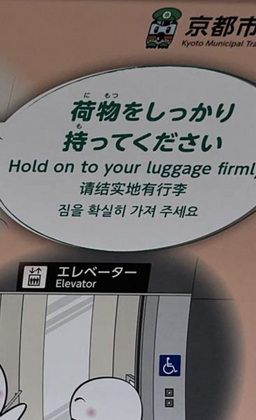 京都市
Kyoto Municipal Tra
にもつ
荷物をしっかり
も
持ってください
Hold on to your luggage firmly
请结实地有行李
짐을 확실히 가져 주세요
エレベーター
Elevator